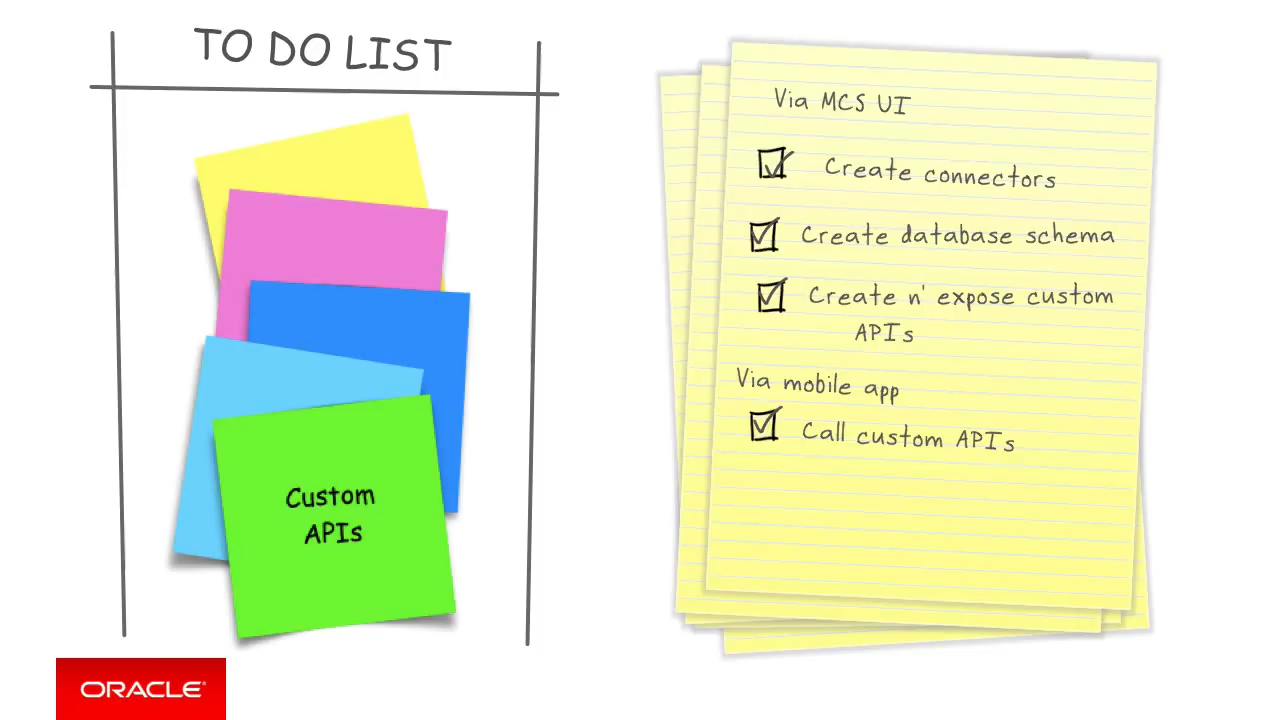 TO DO LIST
Custom
APIs
Via MCS UI
Create connectors
Create database schema
Create n' expose custom
APIs
Via mobile app
Call custom APIs
ORACLE®